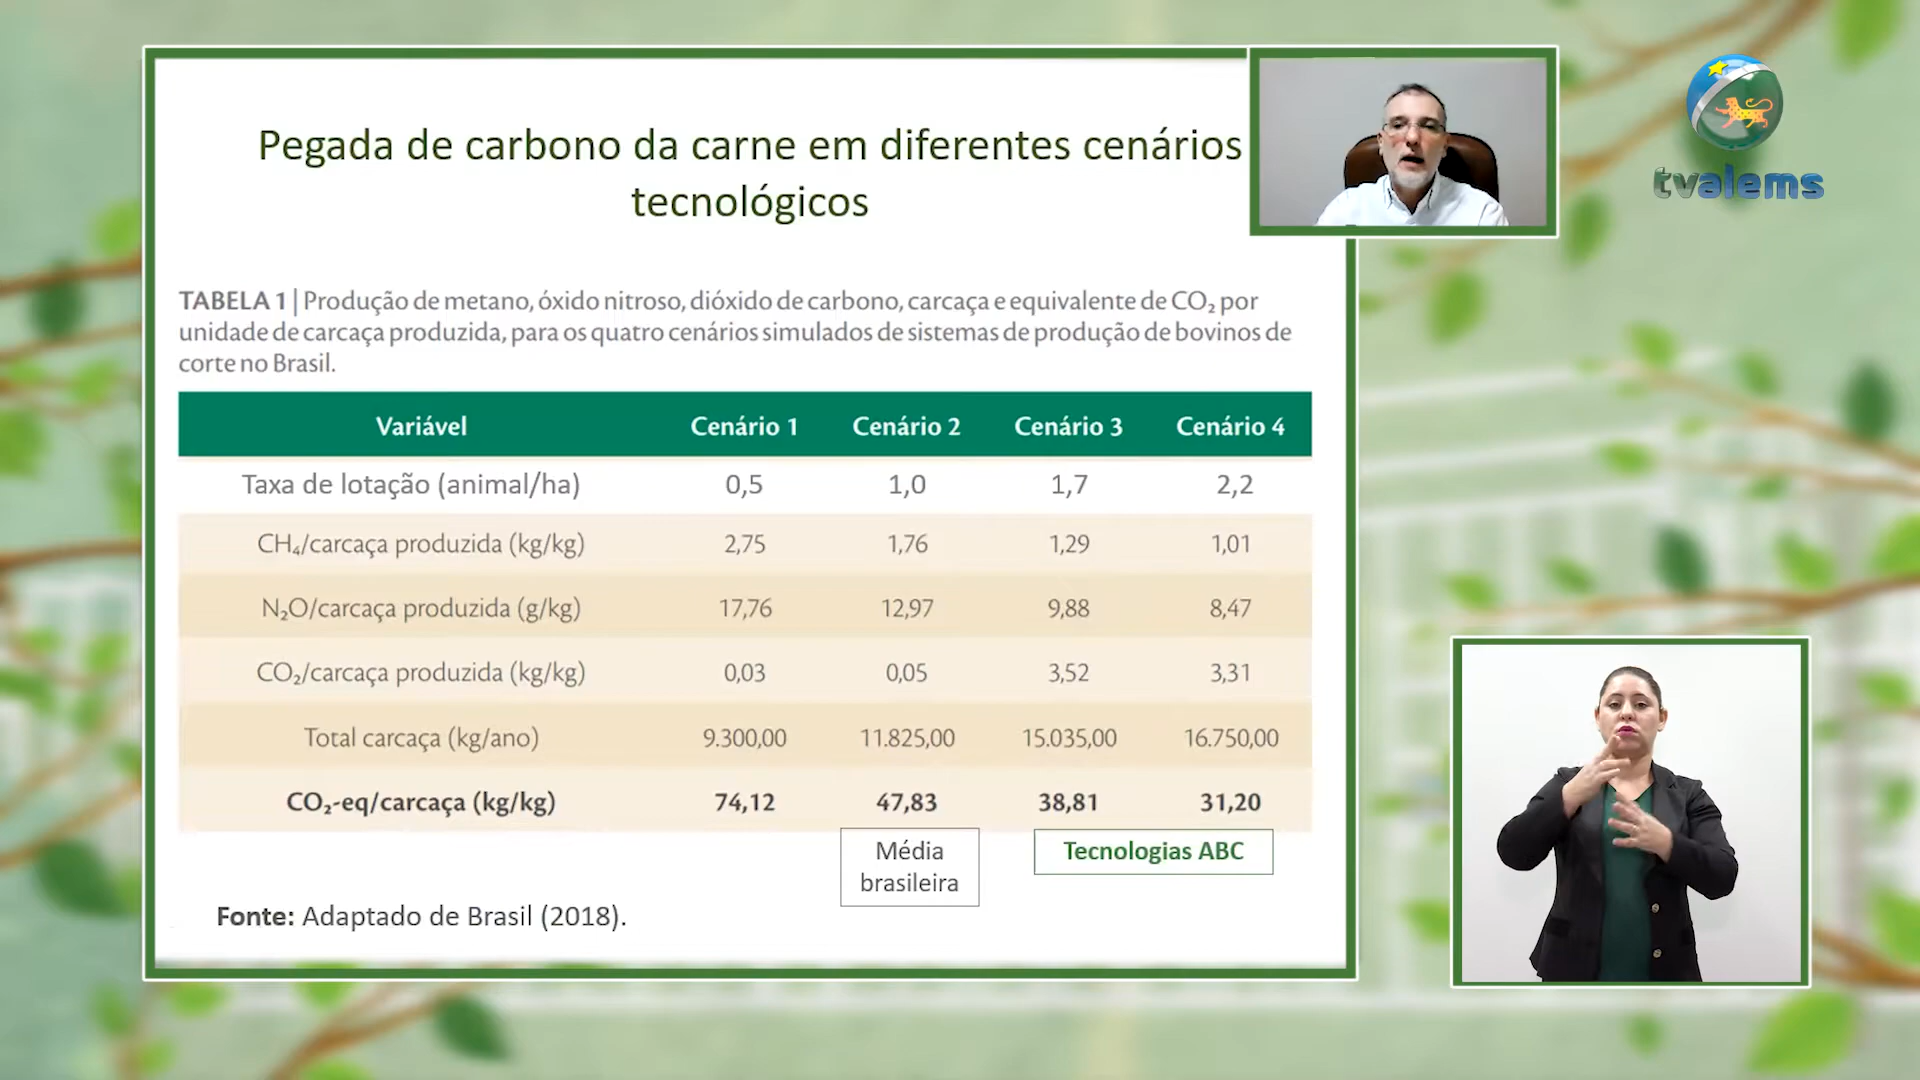 Pegada de carbono da carne em diferentes cenários
tecnológicos
TABELA 1 | Produção de metano, óxido nitroso, dióxido de carbono, carcaça e equivalente de CO₂ por
unidade de carcaça produzida, para os quatro cenários simulados de sistemas de produção de bovinos de
corte no Brasil.
Variável Cenário 1 Cenário 2 Cenário 3 Cenário 4
Taxa de lotação (animal/ha) 0,5 1,0 1,7 2,2
CH₄/carcaça produzida (kg/kg) 2,75 1,76 1,29 1,01
N₂O/carcaça produzida (g/kg) 17,76 12,97 9,88 8,47
CO₂/carcaça produzida (kg/kg) 0,03 0,05 3,52 3,31
Total carcaça (kg/ano) 9.300,00 11.825,00 15.035,00 16.750,00
CO₂-eq/carcaça (kg/kg) 74,12 47,83 38,81 31,20
Média
brasileira
Tecnologias ABC
Fonte: Adaptado de Brasil (2018).
tvalems